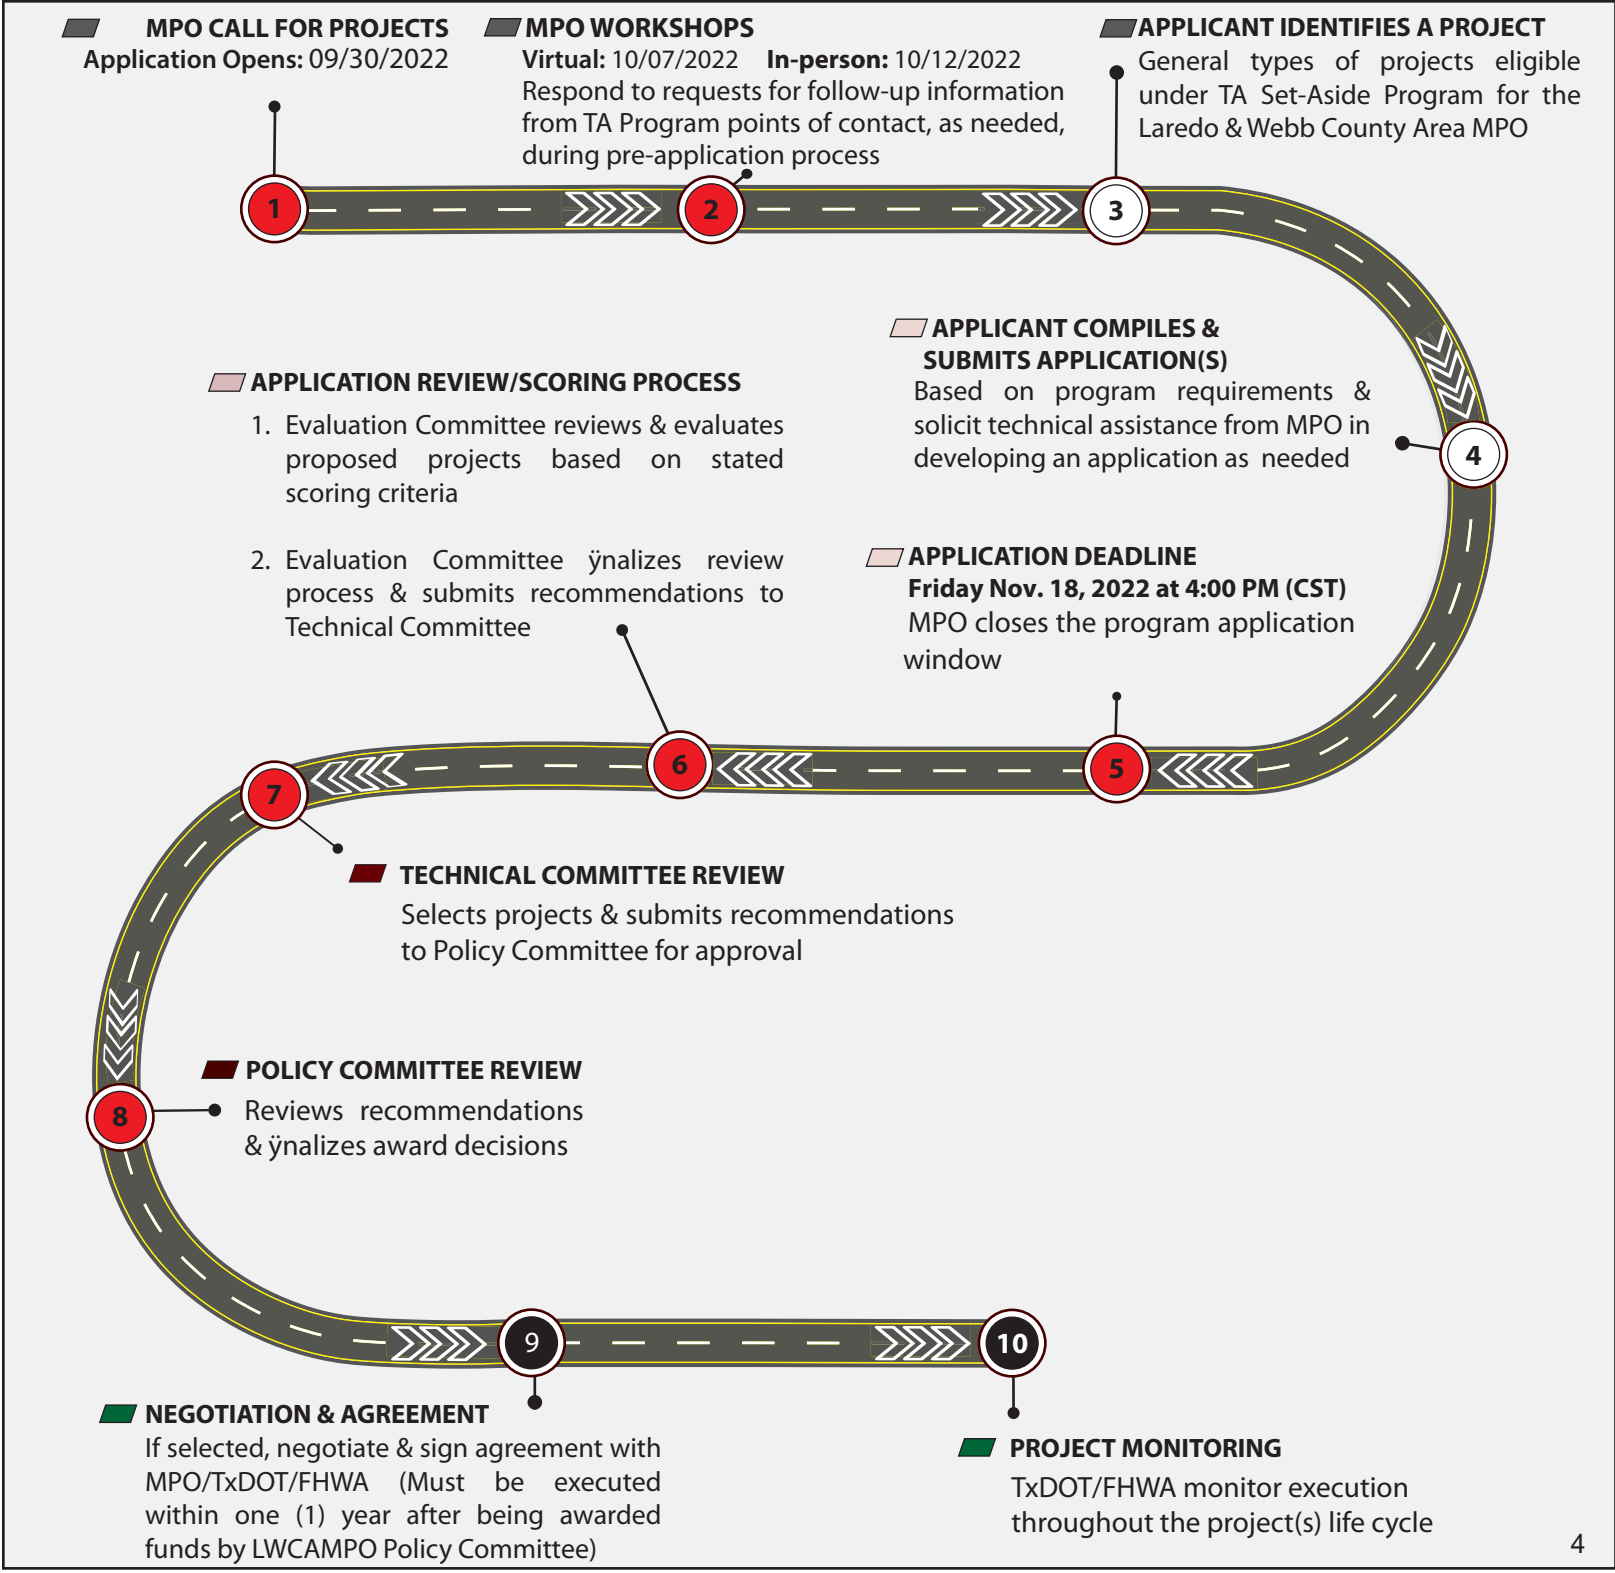 MPO CALL FOR PROJECTS
Application Opens: 09/30/2022
MPO WORKSHOPS
Virtual: 10/07/2022 In-person: 10/12/2022
Respond to requests for follow-up information
from TA Program points of contact, as needed,
during pre-application process
APPLICANT IDENTIFIES A PROJECT
General types of projects eligible
under TA Set-Aside Program for the
Laredo & Webb County Area MPO
1
2
3
APPLICANT COMPILES &
SUBMITS APPLICATION(S)
Based on program requirements &
solicit technical assistance from MPO in
developing an application as needed
4
APPLICATION DEADLINE
Friday Nov. 18, 2022 at 4:00 PM (CST)
MPO closes the program application
window
5
APPLICATION REVIEW/SCORING PROCESS
1. Evaluation Committee reviews & evaluates
proposed projects based on stated
scoring criteria
2. Evaluation Committee ÿnalizes review
process & submits recommendations to
Technical Committee
6
7
TECHNICAL COMMITTEE REVIEW
Selects projects & submits recommendations
to Policy Committee for approval
8
POLICY COMMITTEE REVIEW
Reviews recommendations
& ÿnalizes award decisions
9
10
NEGOTIATION & AGREEMENT
If selected, negotiate & sign agreement with
MPO/TxDOT/FHWA (Must be executed
within one (1) year after being awarded
funds by LWCAMPO Policy Committee)
PROJECT MONITORING
TxDOT/FHWA monitor execution
throughout the project(s) life cycle
4